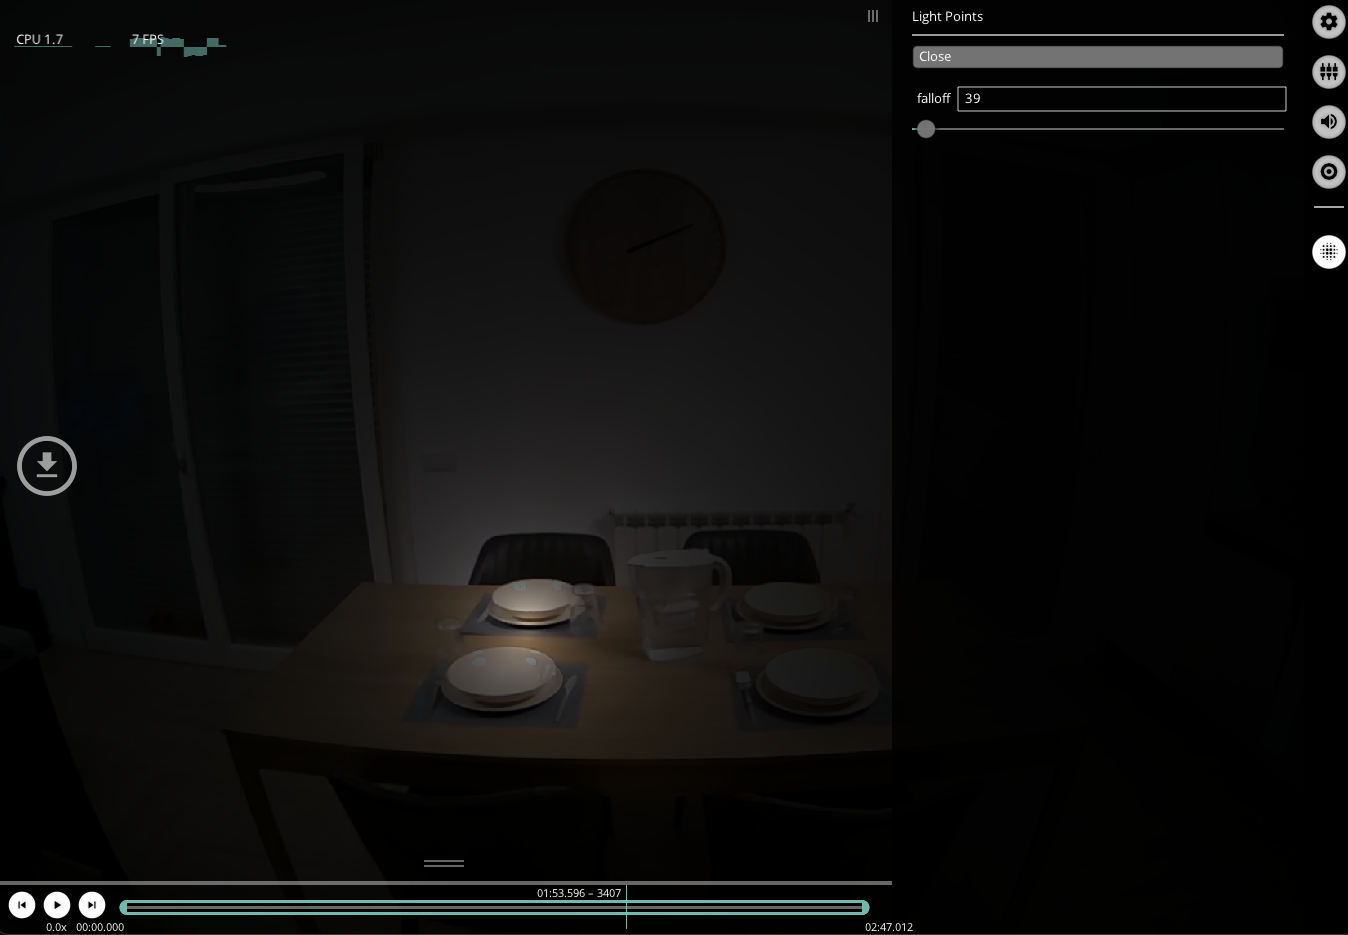 CPU 1.7 7 FPS
Light Points
Close
falloff 39
01:53.596 – 3407
0.0x 00:00.000 02:47.012